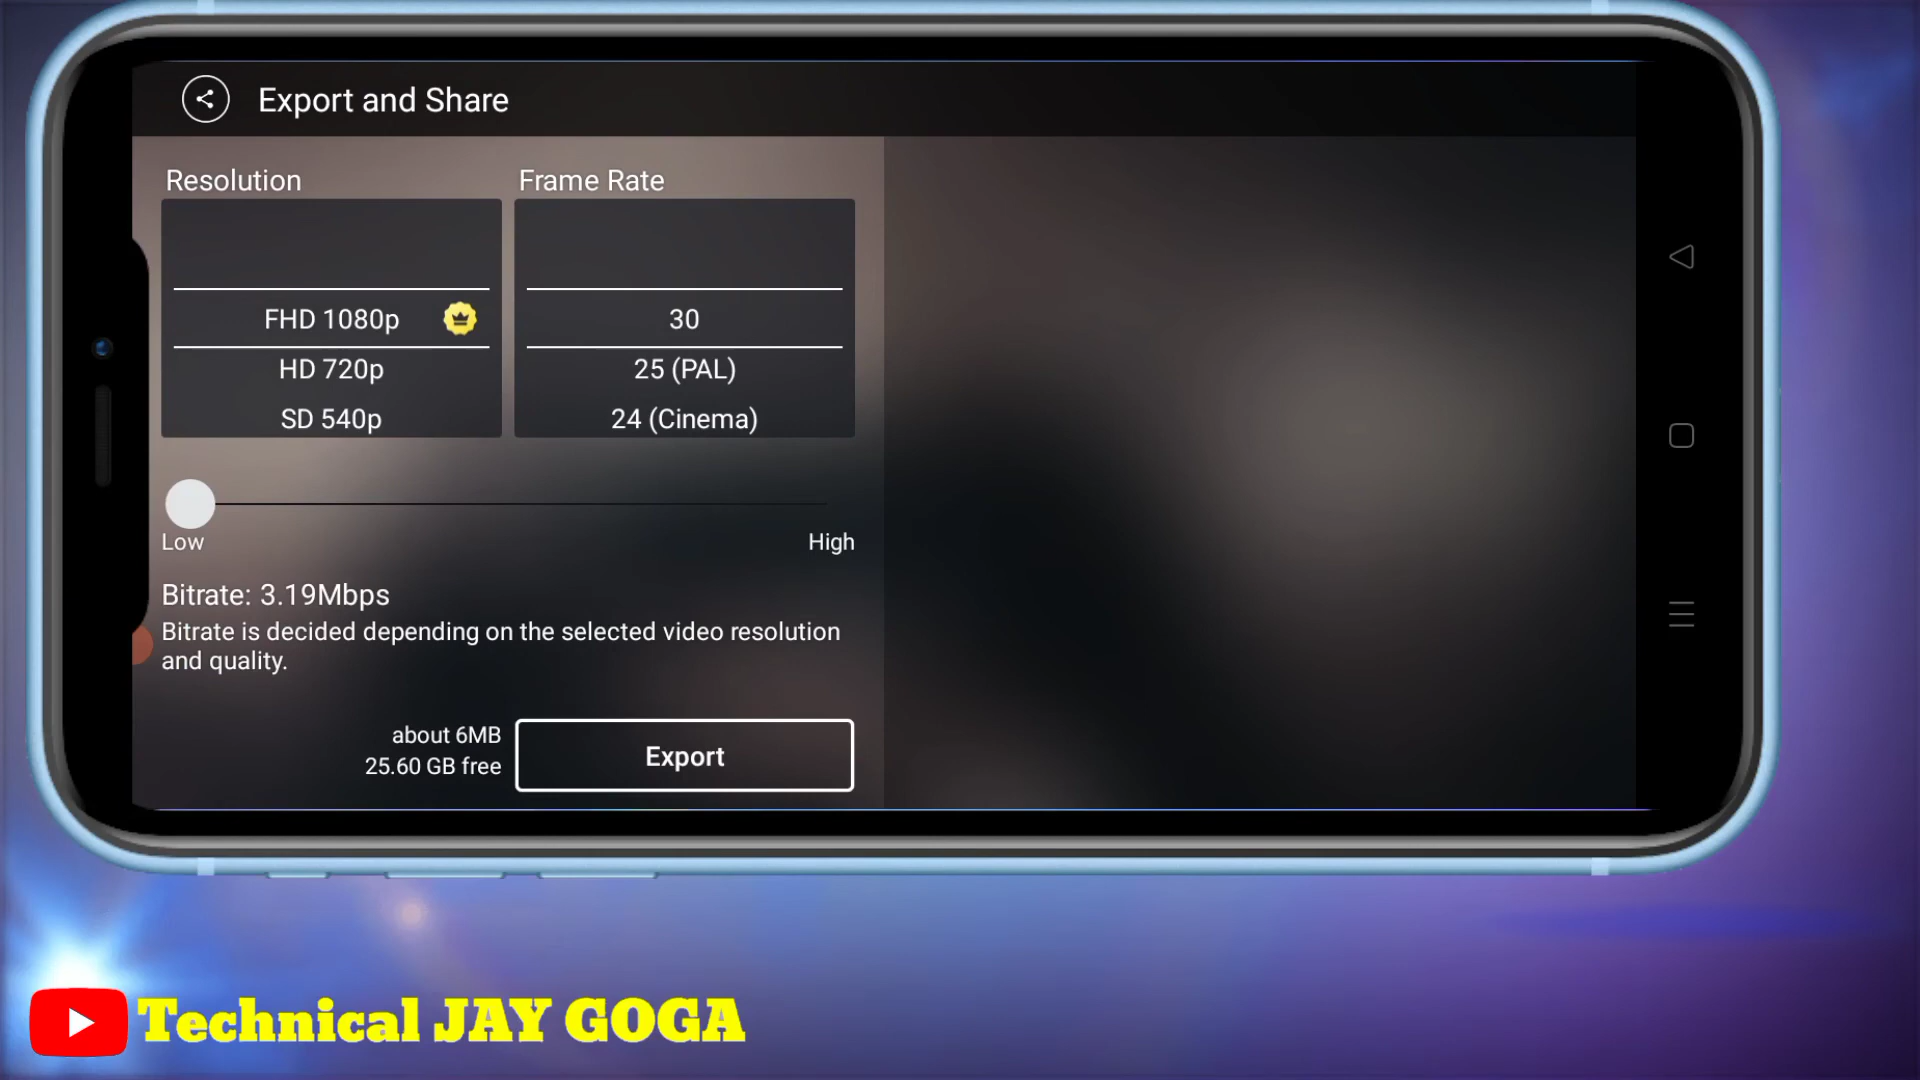 Export and Share
Resolution
Frame Rate
FHD 1080p
HD 720p
SD 540p
30
25 (PAL)
24 (Cinema)
Low
High
Bitrate: 3.19Mbps
Bitrate is decided depending on the selected video resolution
and quality.
about 6MB
25.60 GB free
Export
Technical JAY GOGA